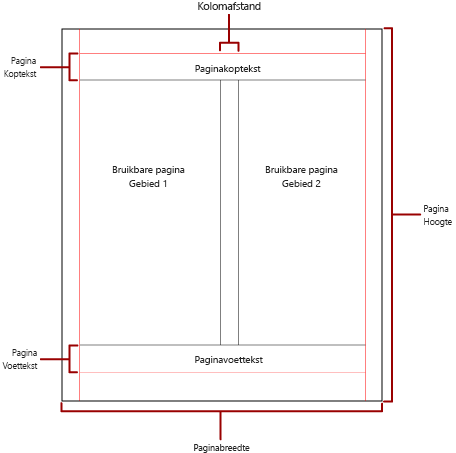 Kolomafstand
Pagina
Koptekst
Paginakoptekst
Bruikbare pagina
Gebied 1
Bruikbare pagina
Gebied 2
Pagina
Hoogte
Pagina
Voettekst
Paginavoettekst
Paginabreedte